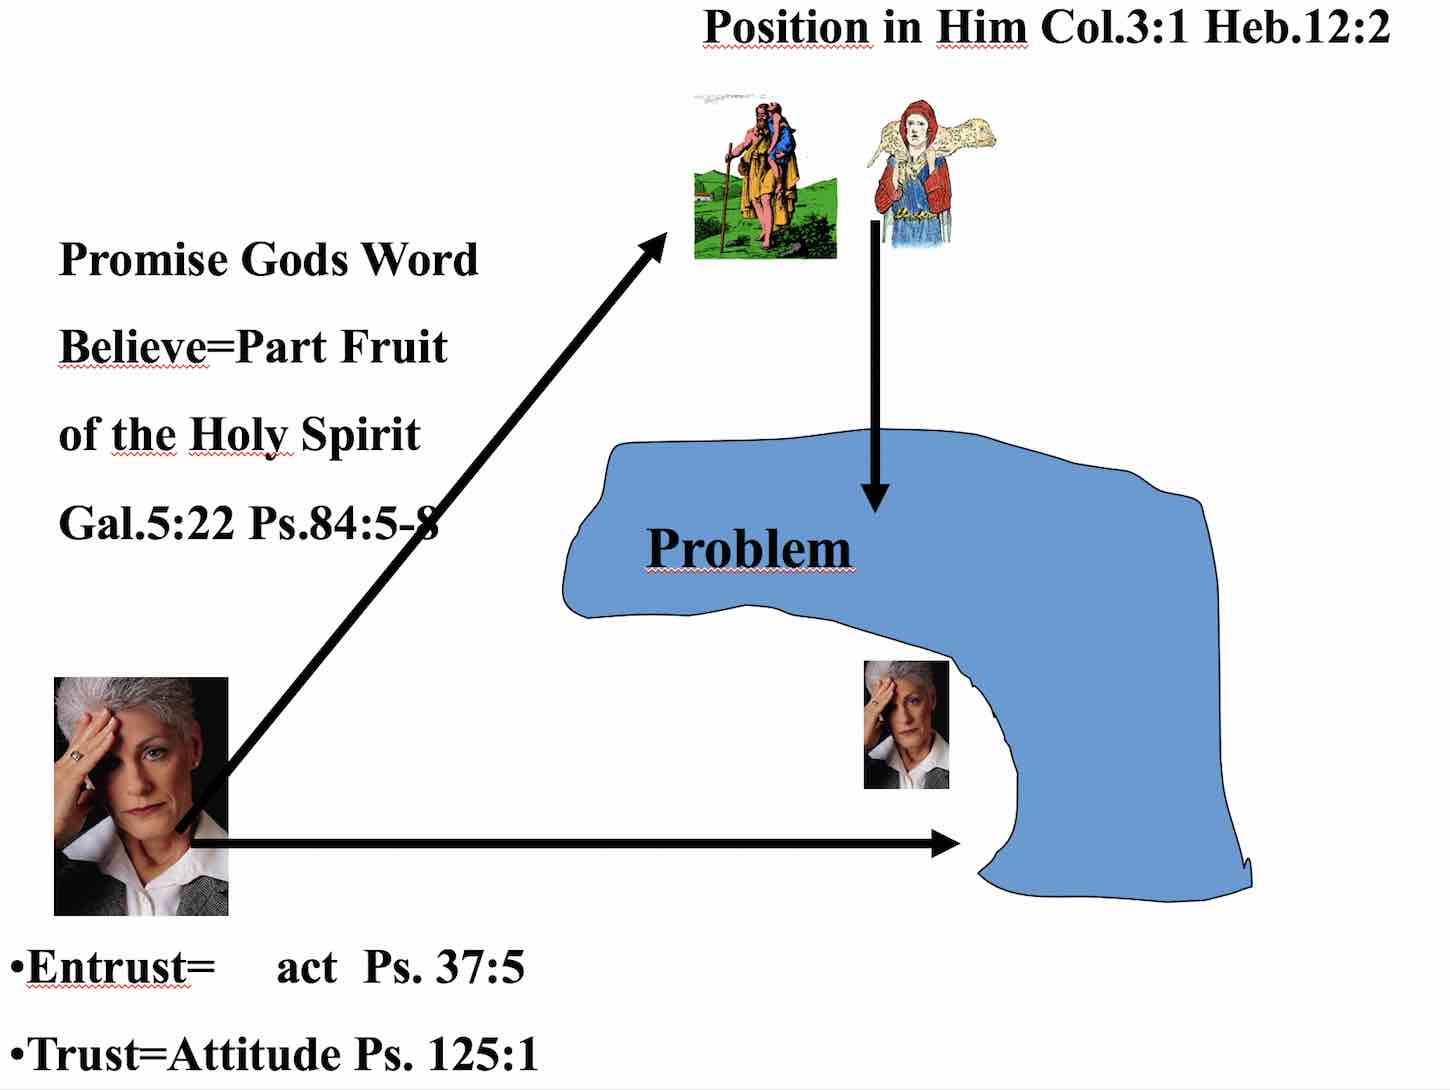 Position in Him Col.3:1 Heb.12:2
Promise Gods Word
Believe=Part Fruit
of the Holy Spirit
Gal.5:22 Ps.84:5-8
Problem
•Entrust= act Ps. 37:5
•Trust=Attitude Ps. 125:1